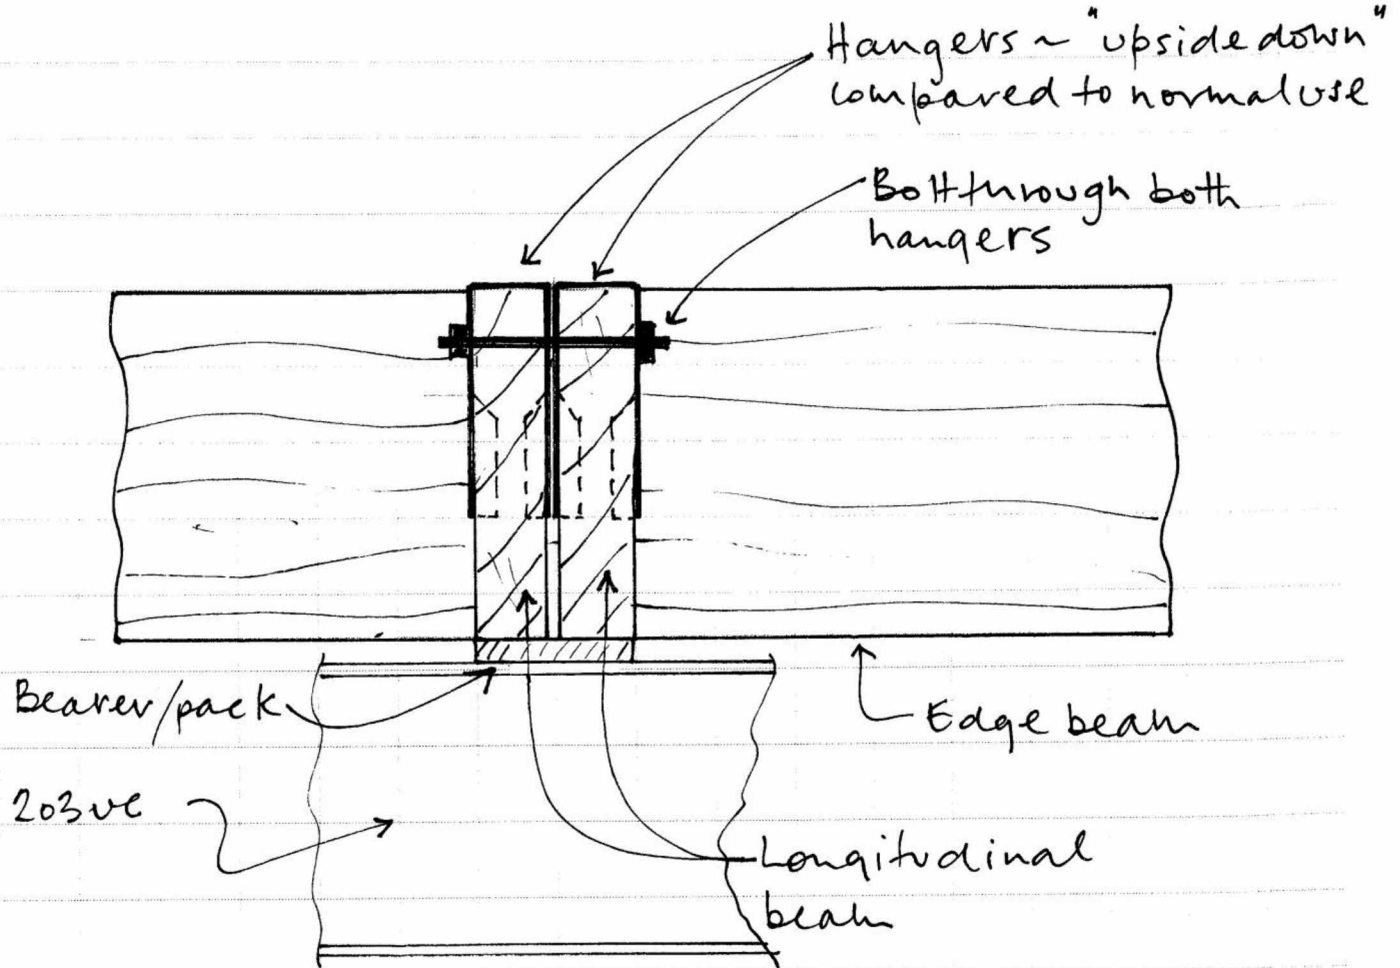 Hangers ~ "upside down"
compared to normal use
Bolt through both
hangers
Bearer/pack
Edge beam
203uc
Longitudinal
beam